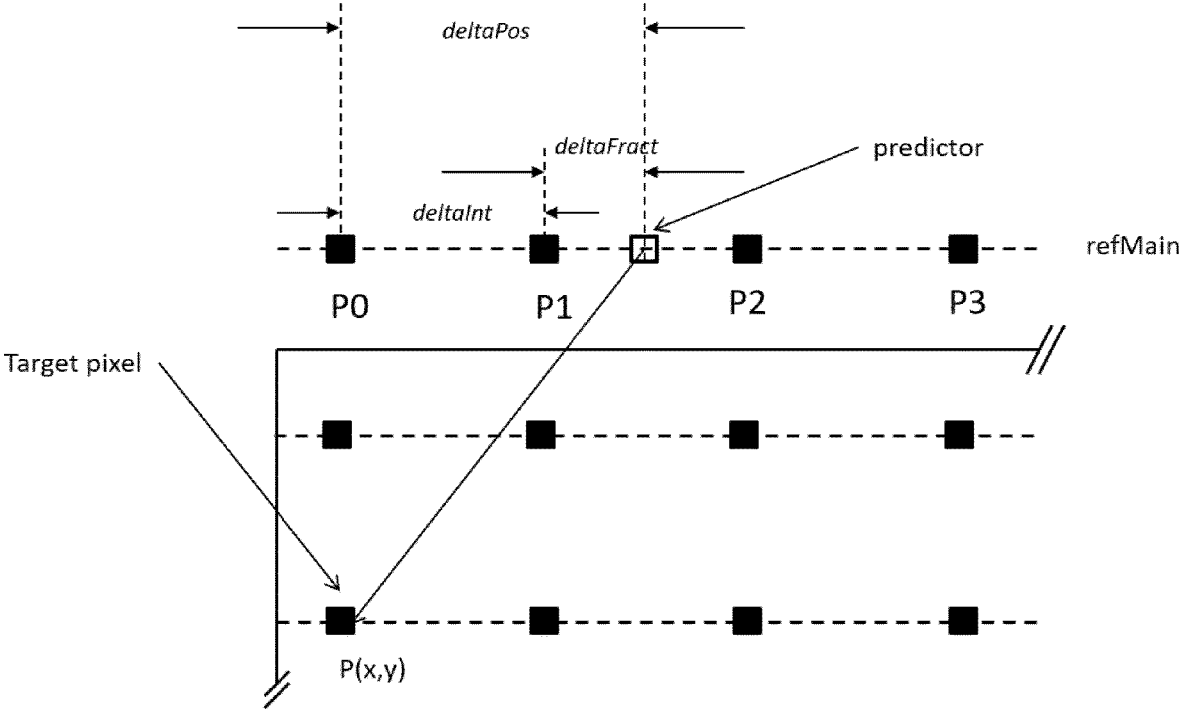 deltaPos
deltaFract
predictor
deltaInt
refMain
P0
P1
P2
P3
Target pixel
P(x,y)